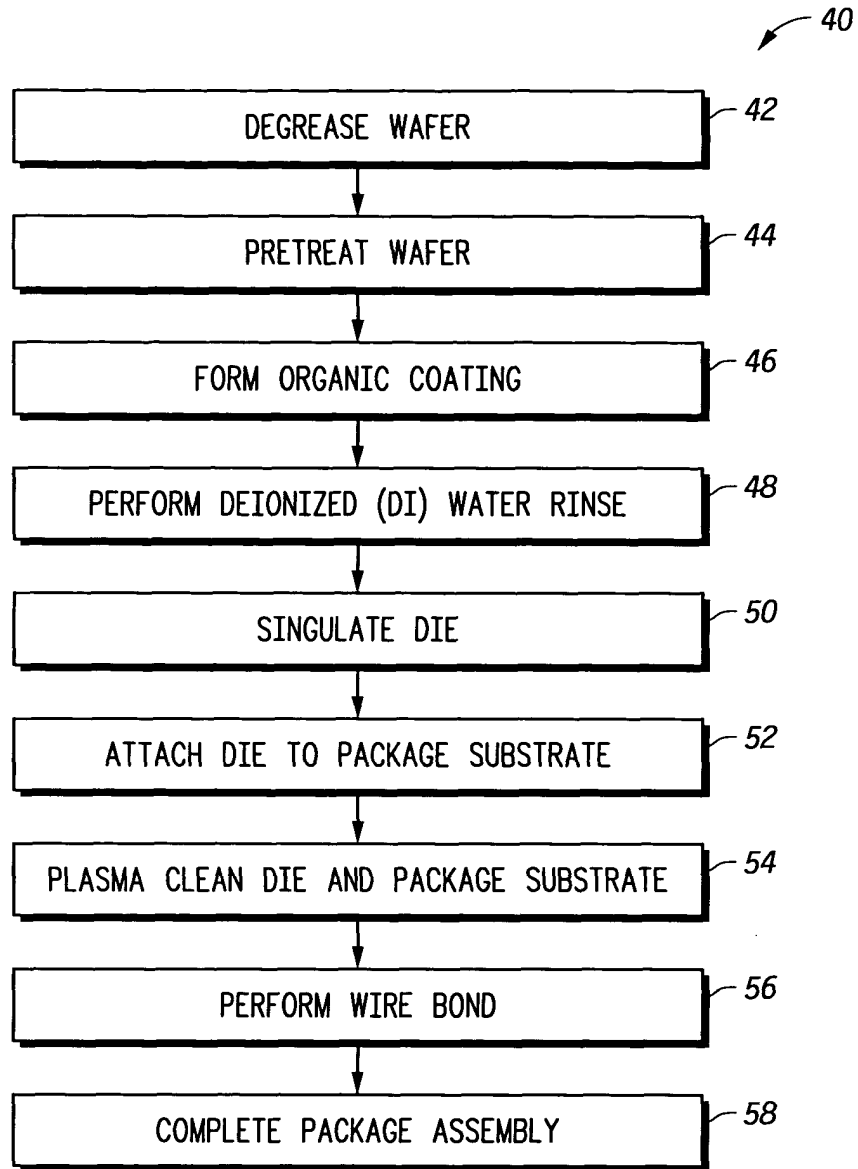 40
DEGREASE WAFER
42
PRETREAT WAFER
44
FORM ORGANIC COATING
46
PERFORM DEIONIZED (DI) WATER RINSE
48
SINGULATE DIE
50
ATTACH DIE TO PACKAGE SUBSTRATE
52
PLASMA CLEAN DIE AND PACKAGE SUBSTRATE
54
PERFORM WIRE BOND
56
COMPLETE PACKAGE ASSEMBLY
58